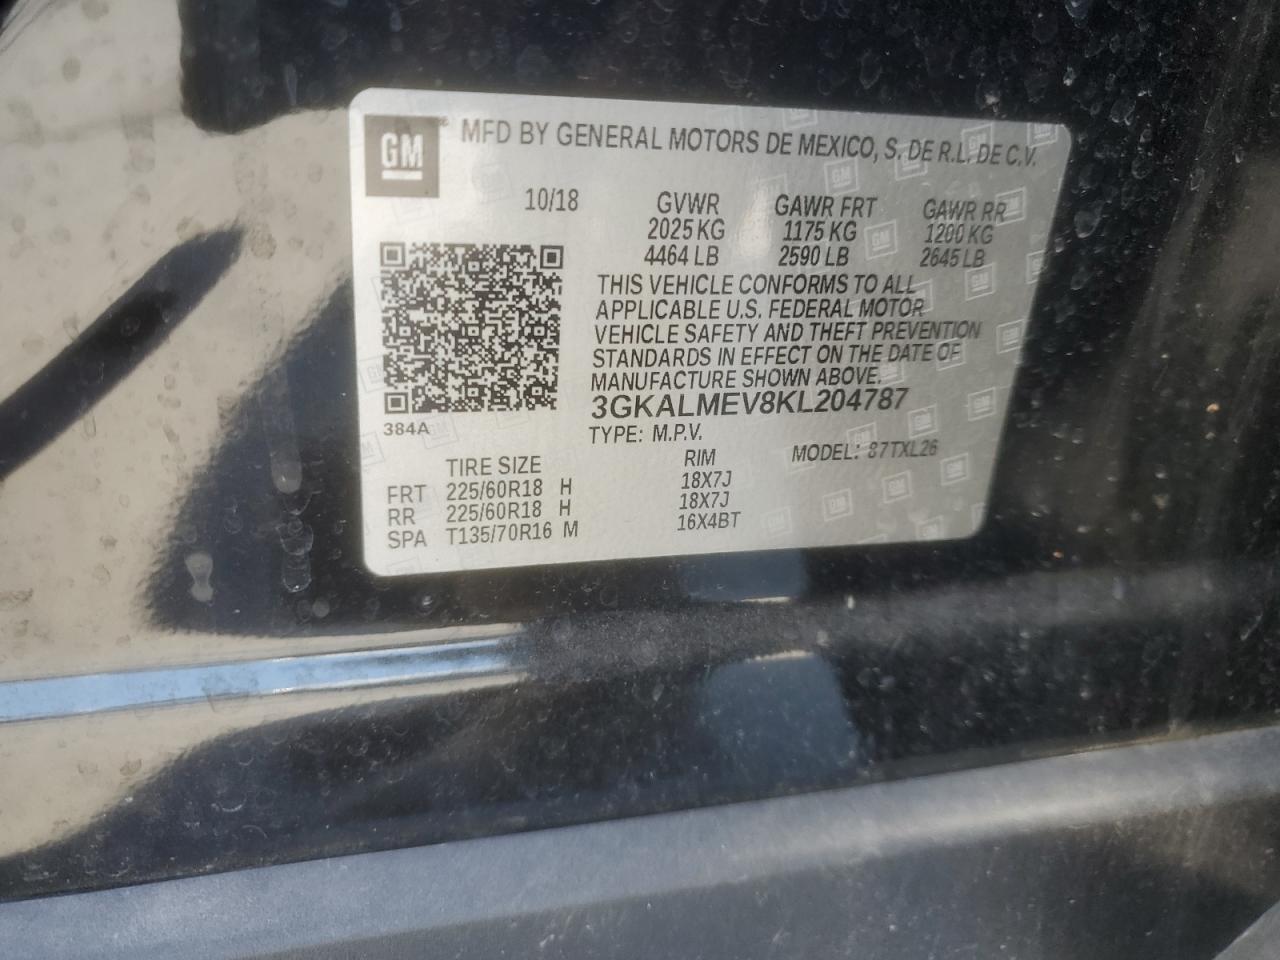 GM ® MFD BY GENERAL MOTORS DE MEXICO, S. DE R.L. DE C.V.
10/18 GVWR GAWR FRT GAWR RR
2025 KG 1175 KG 1200 KG
4464 LB 2590 LB 2645 LB
THIS VEHICLE CONFORMS TO ALL
APPLICABLE U.S. FEDERAL MOTOR
VEHICLE SAFETY AND THEFT PREVENTION
STANDARDS IN EFFECT ON THE DATE OF
MANUFACTURE SHOWN ABOVE.
3GKALMEV8KL204787
384A
TYPE: M.P.V. MODEL: 87TXL26
TIRE SIZE RIM
FRT 225/60R18 H 18X7J
RR 225/60R18 H 18X7J
SPA T135/70R16 M 16X4BT